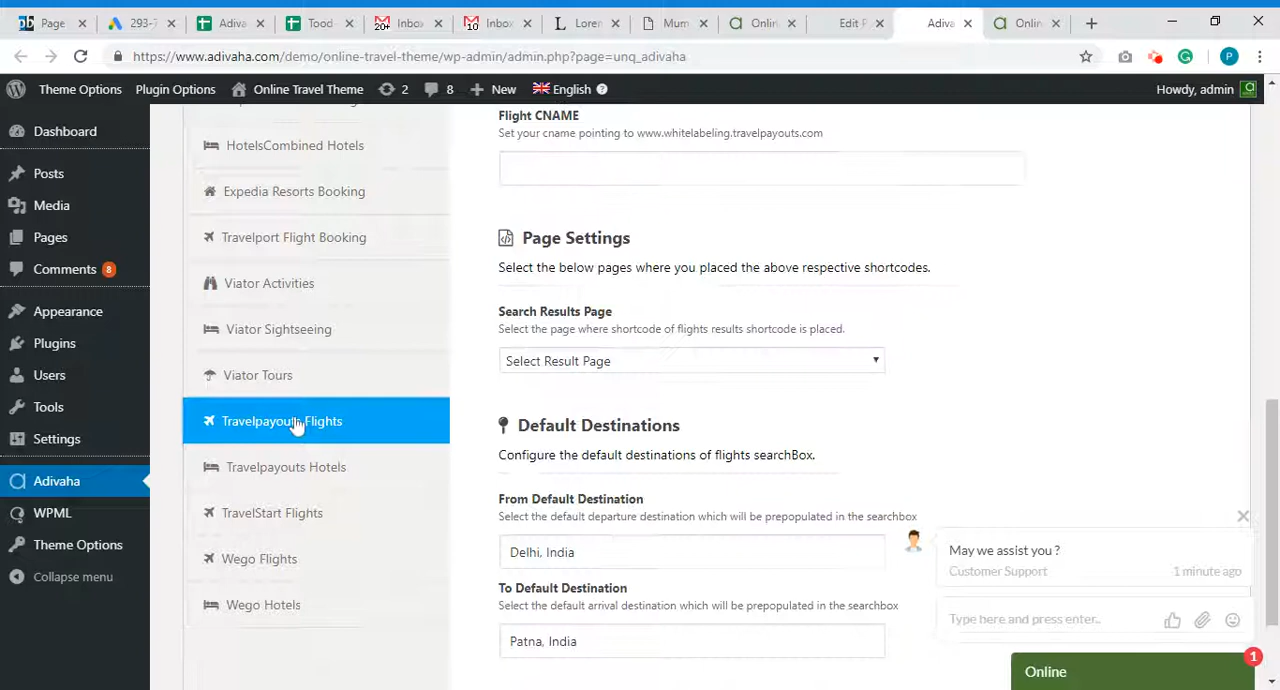 Page
293-7
Adiva
Tood
Inbo
Inbox
Loren
Mum
Onlin
Edit P
Adiva
Onlin
https://www.adivaha.com/demo/online-travel-theme/wp-admin/admin.php?page=unq_adivaha
Theme Options Plugin Options Online Travel Theme 2 8 New English Howdy, admin
Dashboard
Posts
Media
Pages
Comments 8
Appearance
Plugins
Users
Tools
Settings
Adivaha
WPML
Theme Options
Collapse menu
HotelsCombined Hotels
Expedia Resorts Booking
Travelport Flight Booking
Viator Activities
Viator Sightseeing
Viator Tours
Travelpayouts Flights
Travelpayouts Hotels
TravelStart Flights
Wego Flights
Wego Hotels
Flight CNAME
Set your cname pointing to www.whitelabeling.travelpayouts.com
Page Settings
Select the below pages where you placed the above respective shortcodes.
Search Results Page
Select the page where shortcode of flights results shortcode is placed.
Select Result Page
Default Destinations
Configure the default destinations of flights searchBox.
From Default Destination
Select the default departure destination which will be prepopulated in the searchbox
Delhi, India
To Default Destination
Select the default arrival destination which will be prepopulated in the searchbox
Patna, India
May we assist you ?
Customer Support 1 minute ago
Type here and press enter..
Online
1